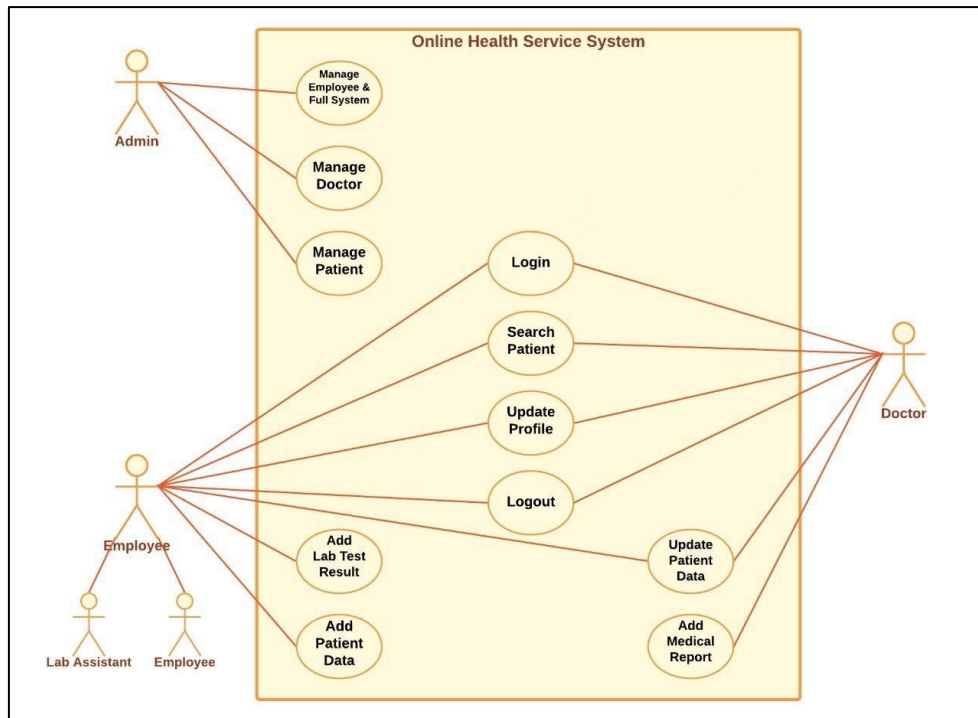 Online Health Service System
Manage
Employee &
Full System
Admin
Manage
Doctor
Manage
Patient
Login
Search
Patient
Update
Profile
Doctor
Logout
Employee
Add
Lab Test
Result
Update
Patient
Data
Lab Assistant
Employee
Add
Patient
Data
Add
Medical
Report